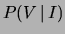 P(V | I)